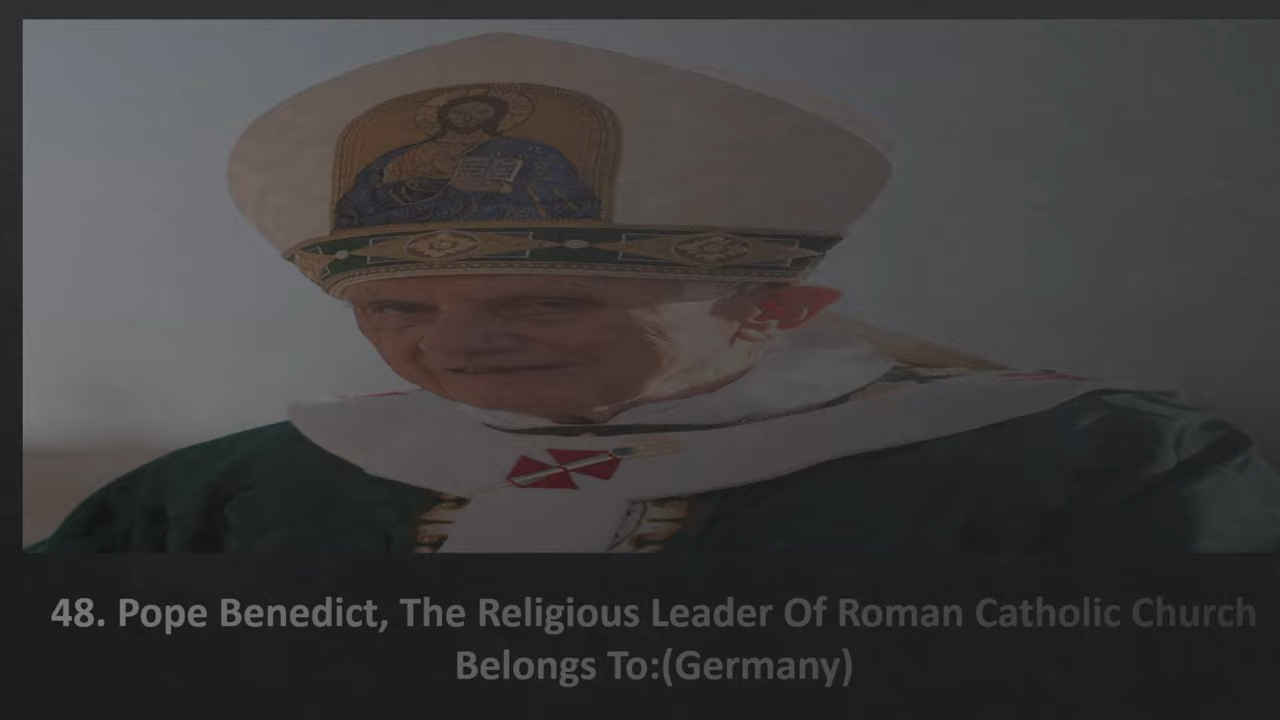 48. Pope Benedict, The Religious Leader Of Roman Catholic Church
Belongs To:(Germany)